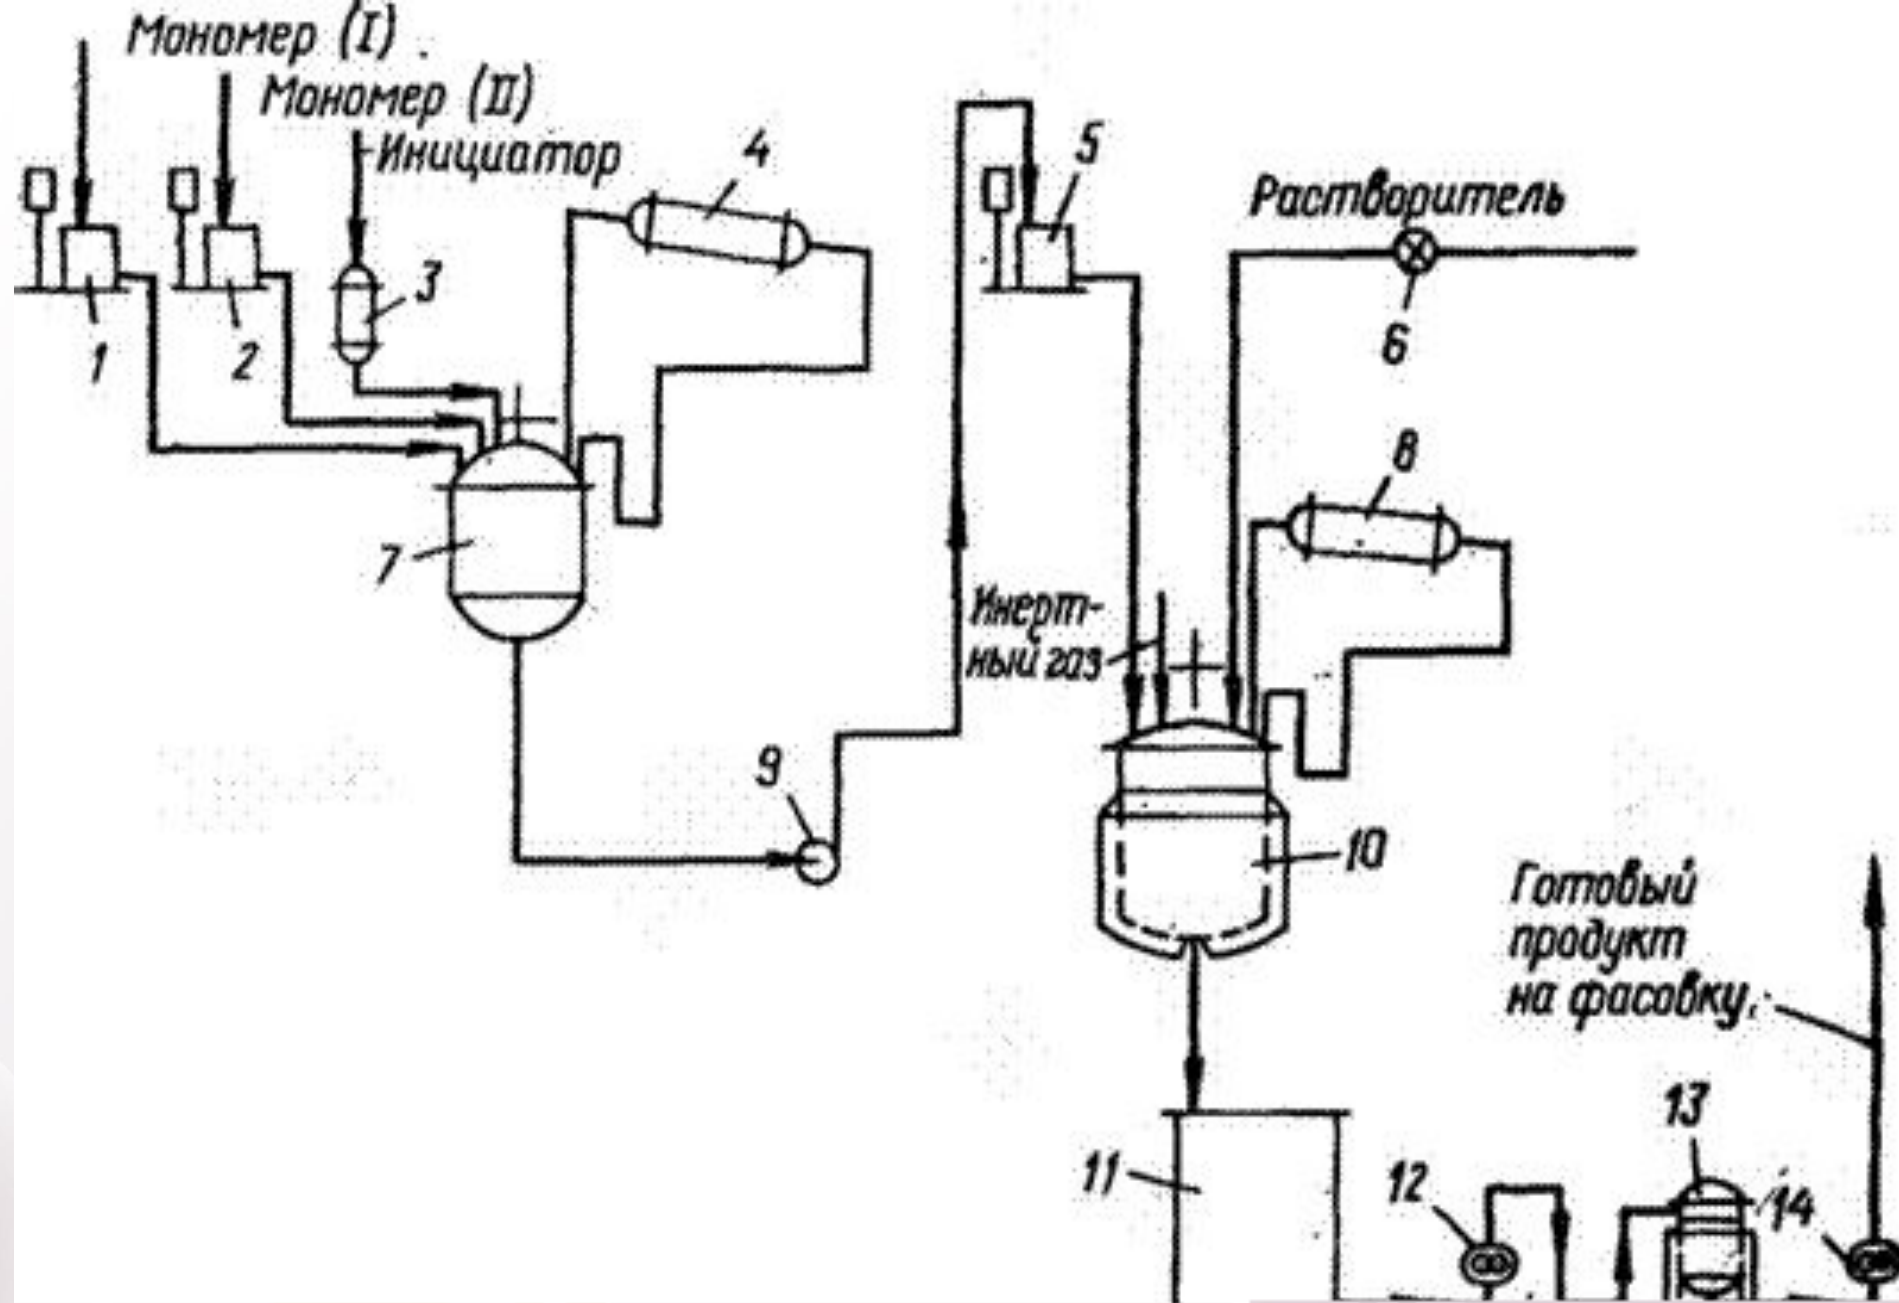 Мономер (I)
Мономер (II)
Инициатор
4
5
Растворитель
3
1
2
6
8
7
Инерт-
ный газ
9
10
Готовый
продукт
на фасовку
13
11
12
14